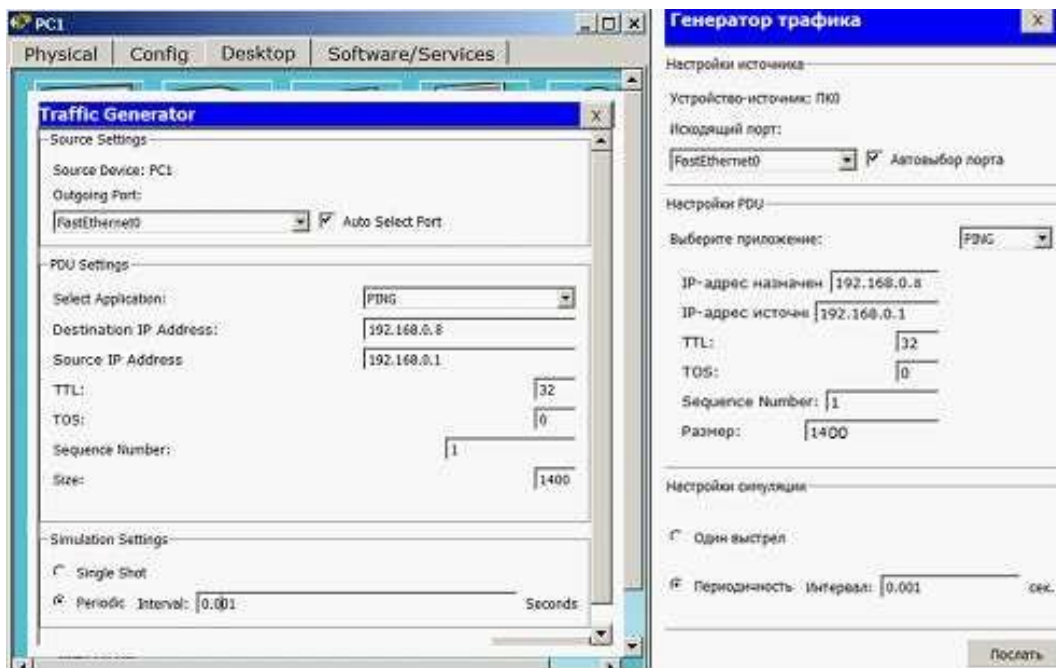 PC1
Physical Config Desktop Software/Services
Traffic Generator
X
Source Settings
Source Device: PC1
Outgoing Port:
FastEthernet0
Auto Select Port
PDU Settings
Select Application:
PING
Destination IP Address:
192.168.0.8
Source IP Address
192.168.0.1
TTL:
32
TOS:
0
Sequence Number:
1
Size:
1400
Simulation Settings
Single Shot
Periodic Interval: 0.001 Seconds
Генератор трафика
X
Настройки источника
Устройство-источник: ПК0
Исходящий порт:
FastEthernet0
Автовыбор порта
Настройки PDU
Выберите приложение:
PING
IP-адрес назначен 192.168.0.8
IP-адрес источни 192.168.0.1
TTL:
32
TOS:
0
Sequence Number: 1
Размер: 1400
Настройки симуляции
Один выстрел
Периодичность Интервал: 0.001 сек.
Послать